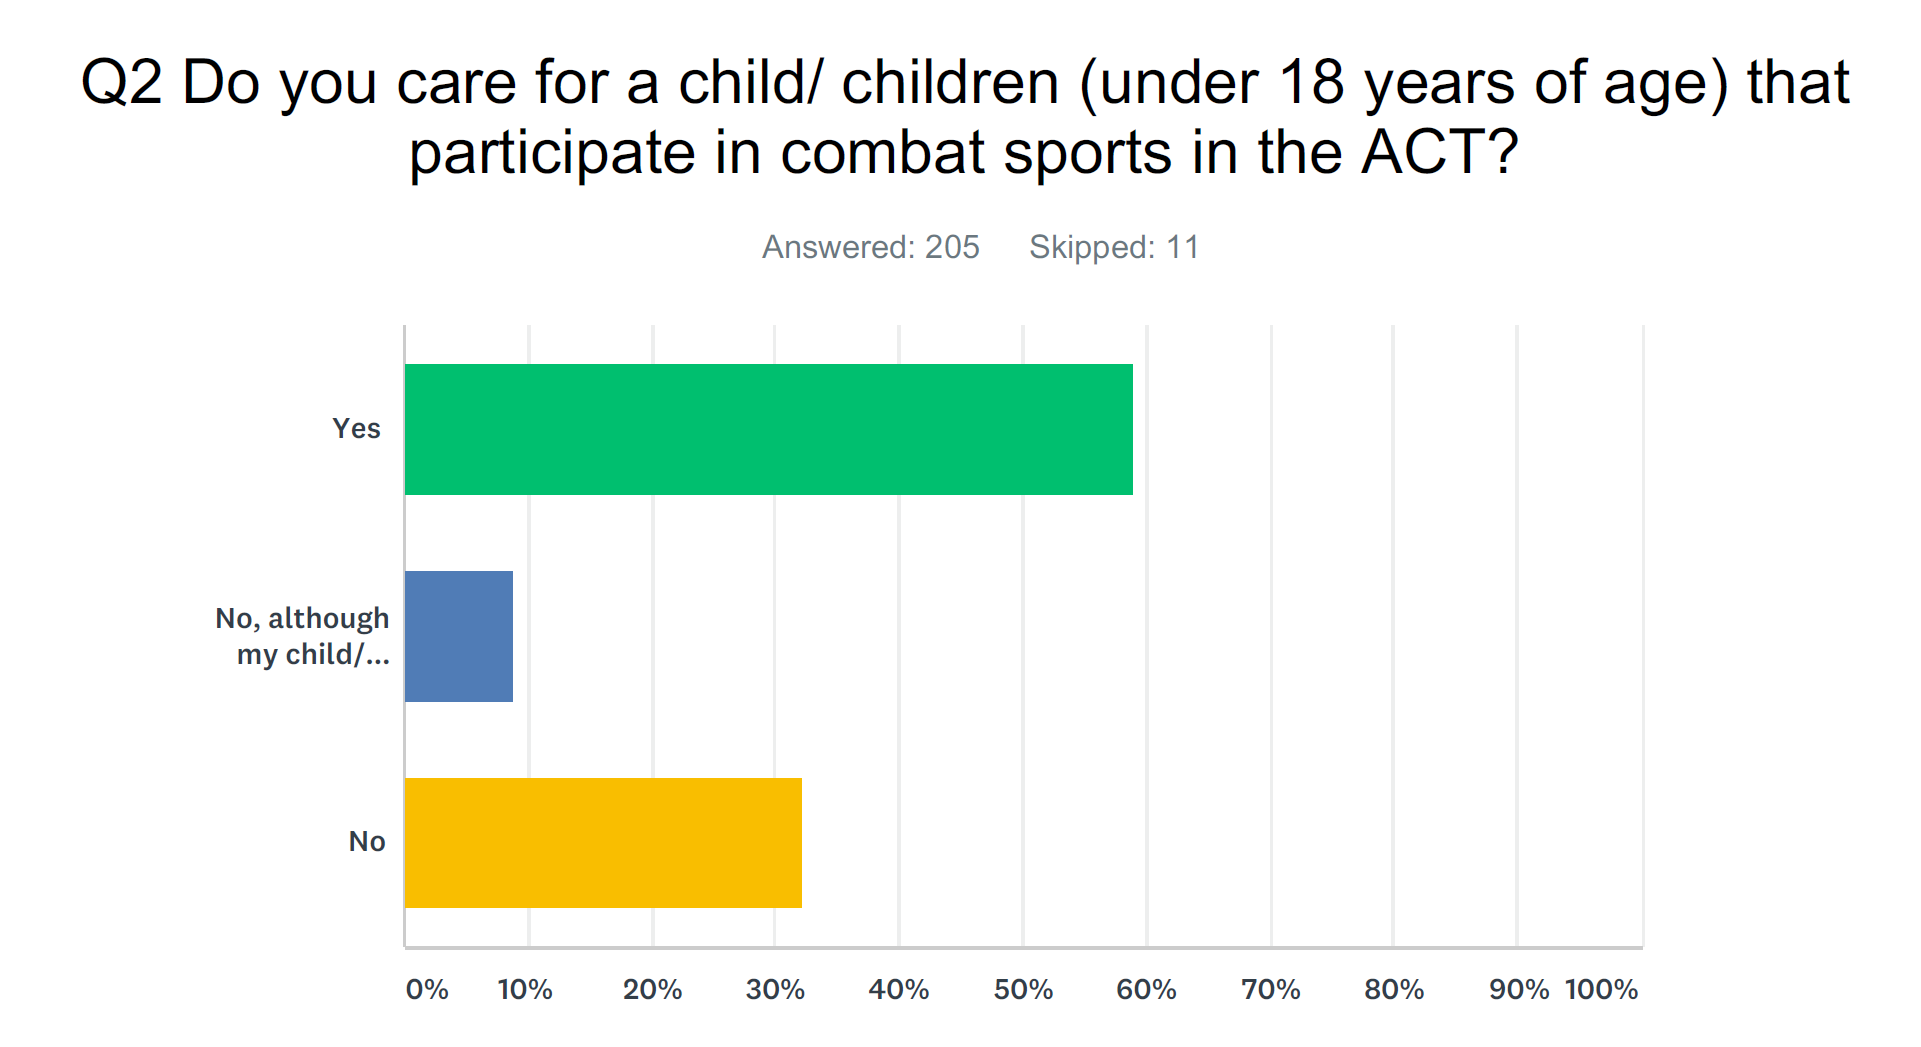 Q2 Do you care for a child/ children (under 18 years of age) that
participate in combat sports in the ACT?
Answered: 205 Skipped: 11
Yes
No, although
my child/...
No
0% 10% 20% 30% 40% 50% 60% 70% 80% 90% 100%